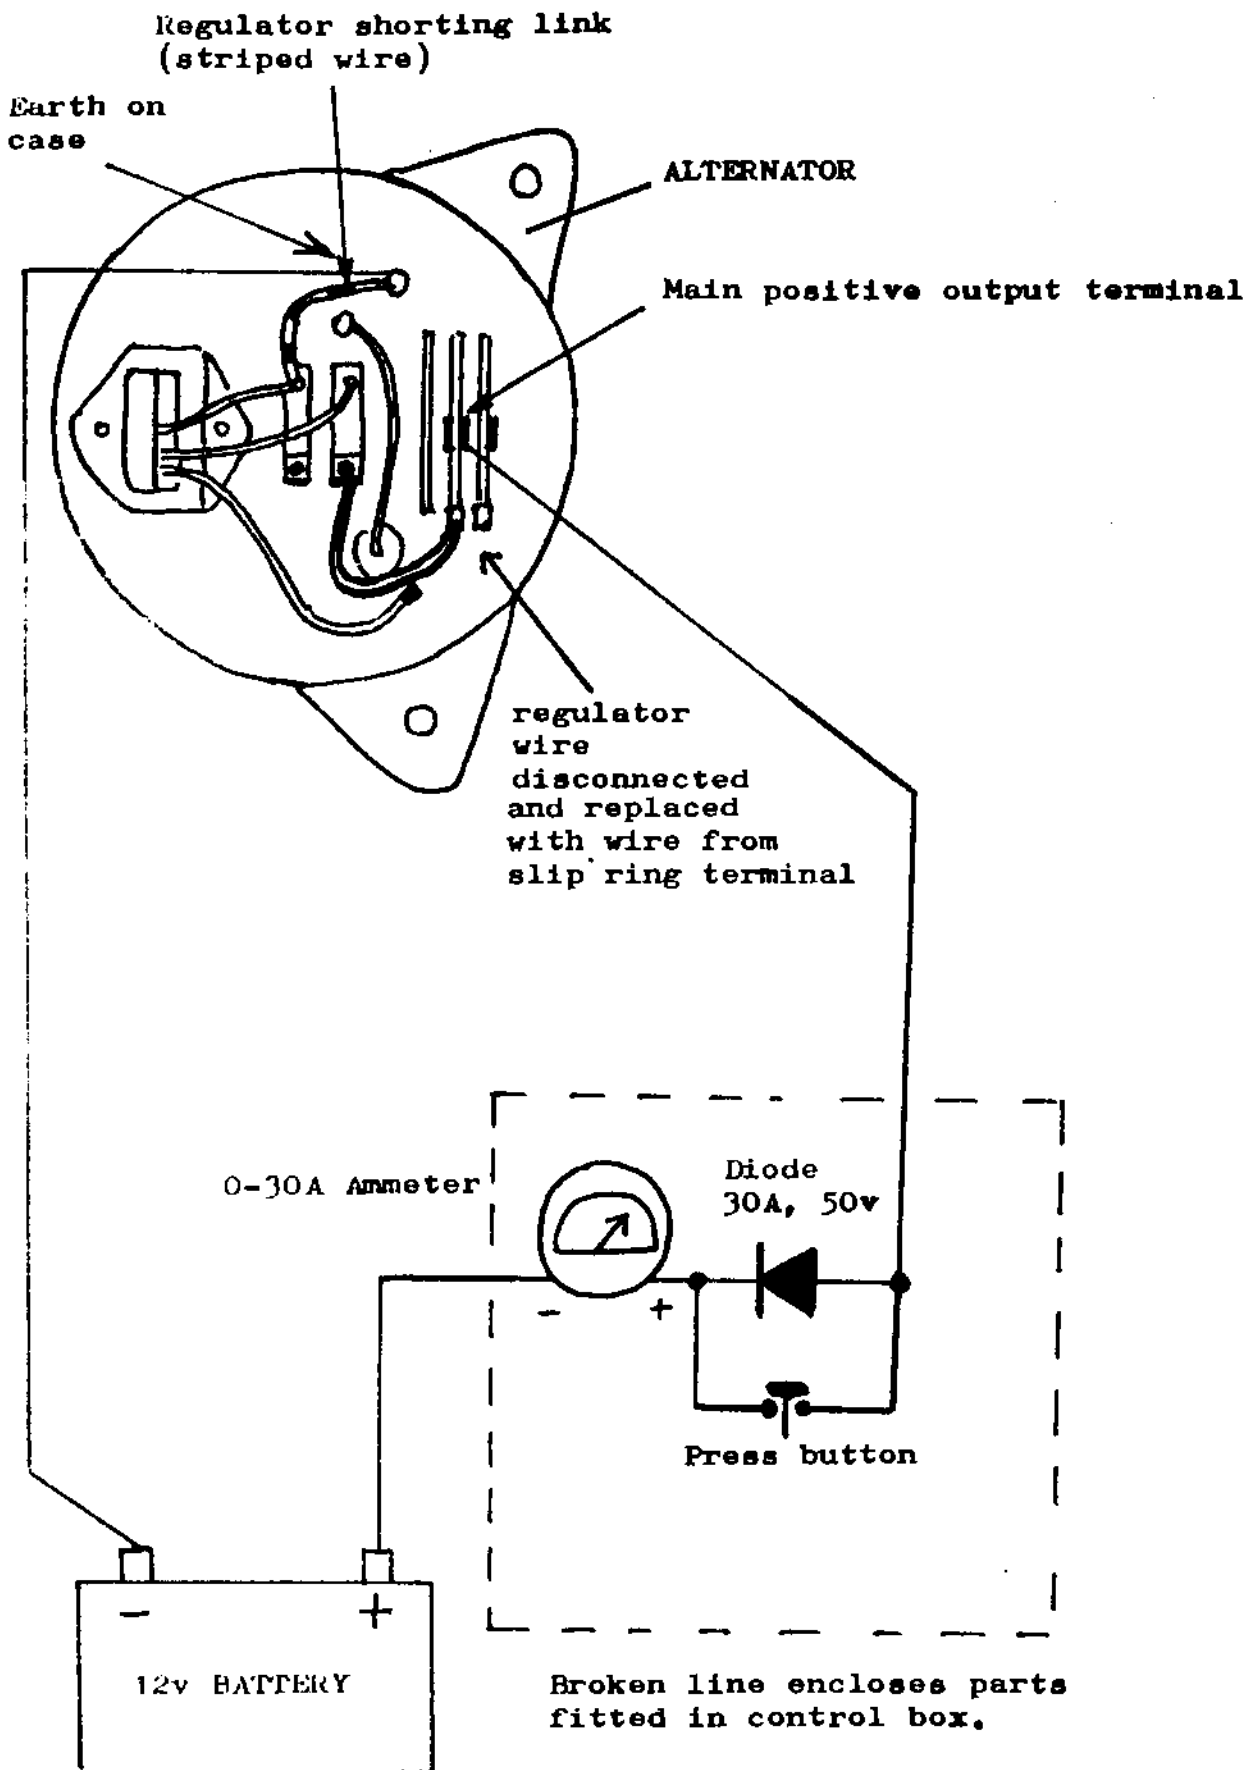 Regulator shorting link
(striped wire)
Earth on
case
ALTERNATOR
Main positive output terminal
regulator
wire
disconnected
and replaced
with wire from
slip ring terminal
0-30A Ammeter
Diode
30A, 50v
- +
Press button
- +
12v BATTERY
Broken line encloses parts
fitted in control box.